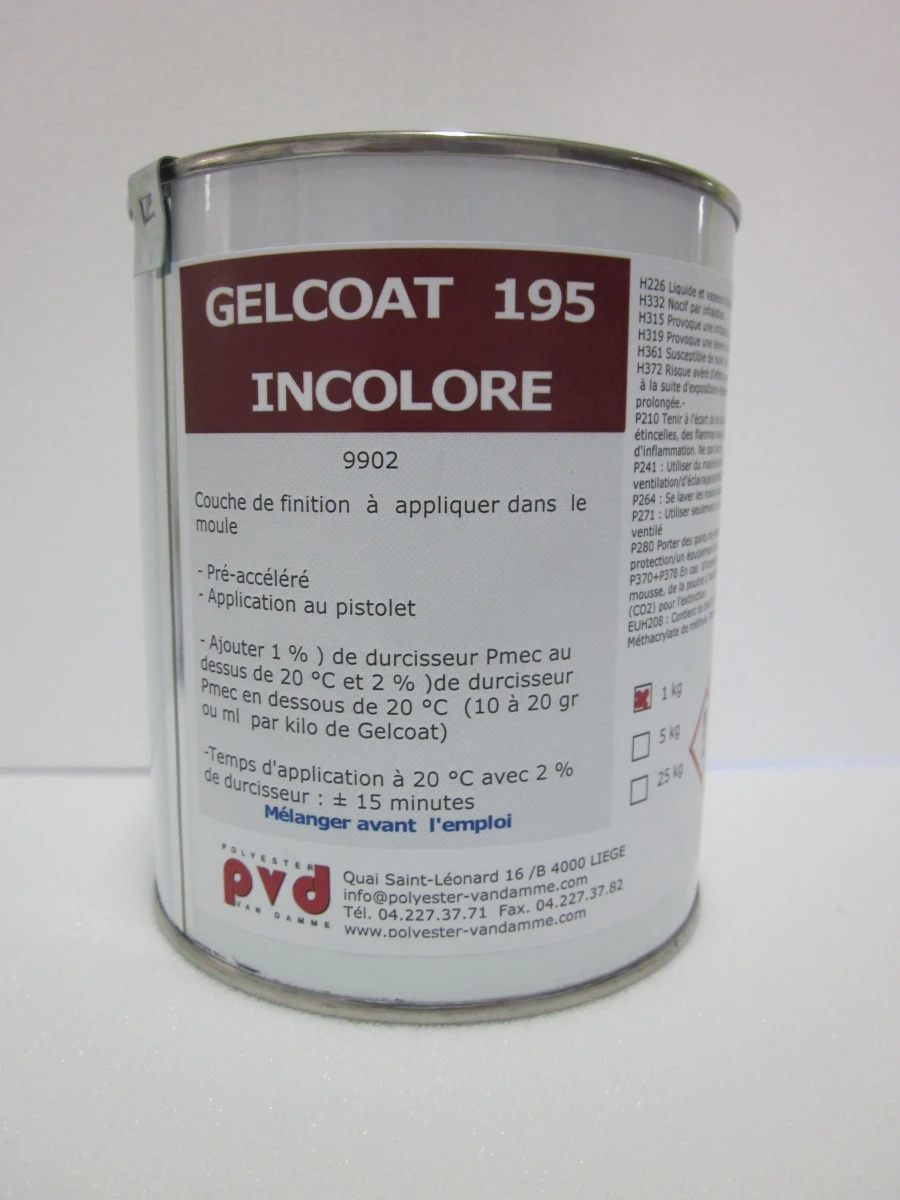 GELCOAT 195
INCOLORE
9902
Couche de finition à appliquer dans le
moule
- Pré-accéléré
- Application au pistolet
- Ajouter 1 % ) de durcisseur Pmec au
dessus de 20 °C et 2 % )de durcisseur
Pmec en dessous de 20 °C (10 à 20 gr
ou ml par kilo de Gelcoat)
-Temps d'application à 20 °C avec 2 %
de durcisseur : ± 15 minutes
Mélanger avant l'emploi
POLYESTER
pvd
VAN DAMME
Quai Saint-Léonard 16 /B 4000 LIEGE
info@polyester-vandamme.com
Tél. 04.227.37.71 Fax. 04.227.37.82
www.polyester-vandamme.com
H226 Liquide et vapeurs
H332 Nocif par inhalation
H315 Provoque une
H319 Provoque une
H361 Susceptible de
H372 Risque avéré d'effets
à la suite d'expositions
prolongée.-
P210 Tenir à l'écart de
étincelles, des flammes
d'inflammation. Ne pas
P241 : Utiliser du
ventilation/d'éclairage
P264 : Se laver les mains
P271 : Utiliser seulement
ventilé
P280 Porter des gants de
protection/un équipement
P370+P378 En cas
mousse, de la poudre
(CO2) pour l'extinction
EUH208 : Contient du
Méthacrylate de
1 kg
5 kg
25 kg